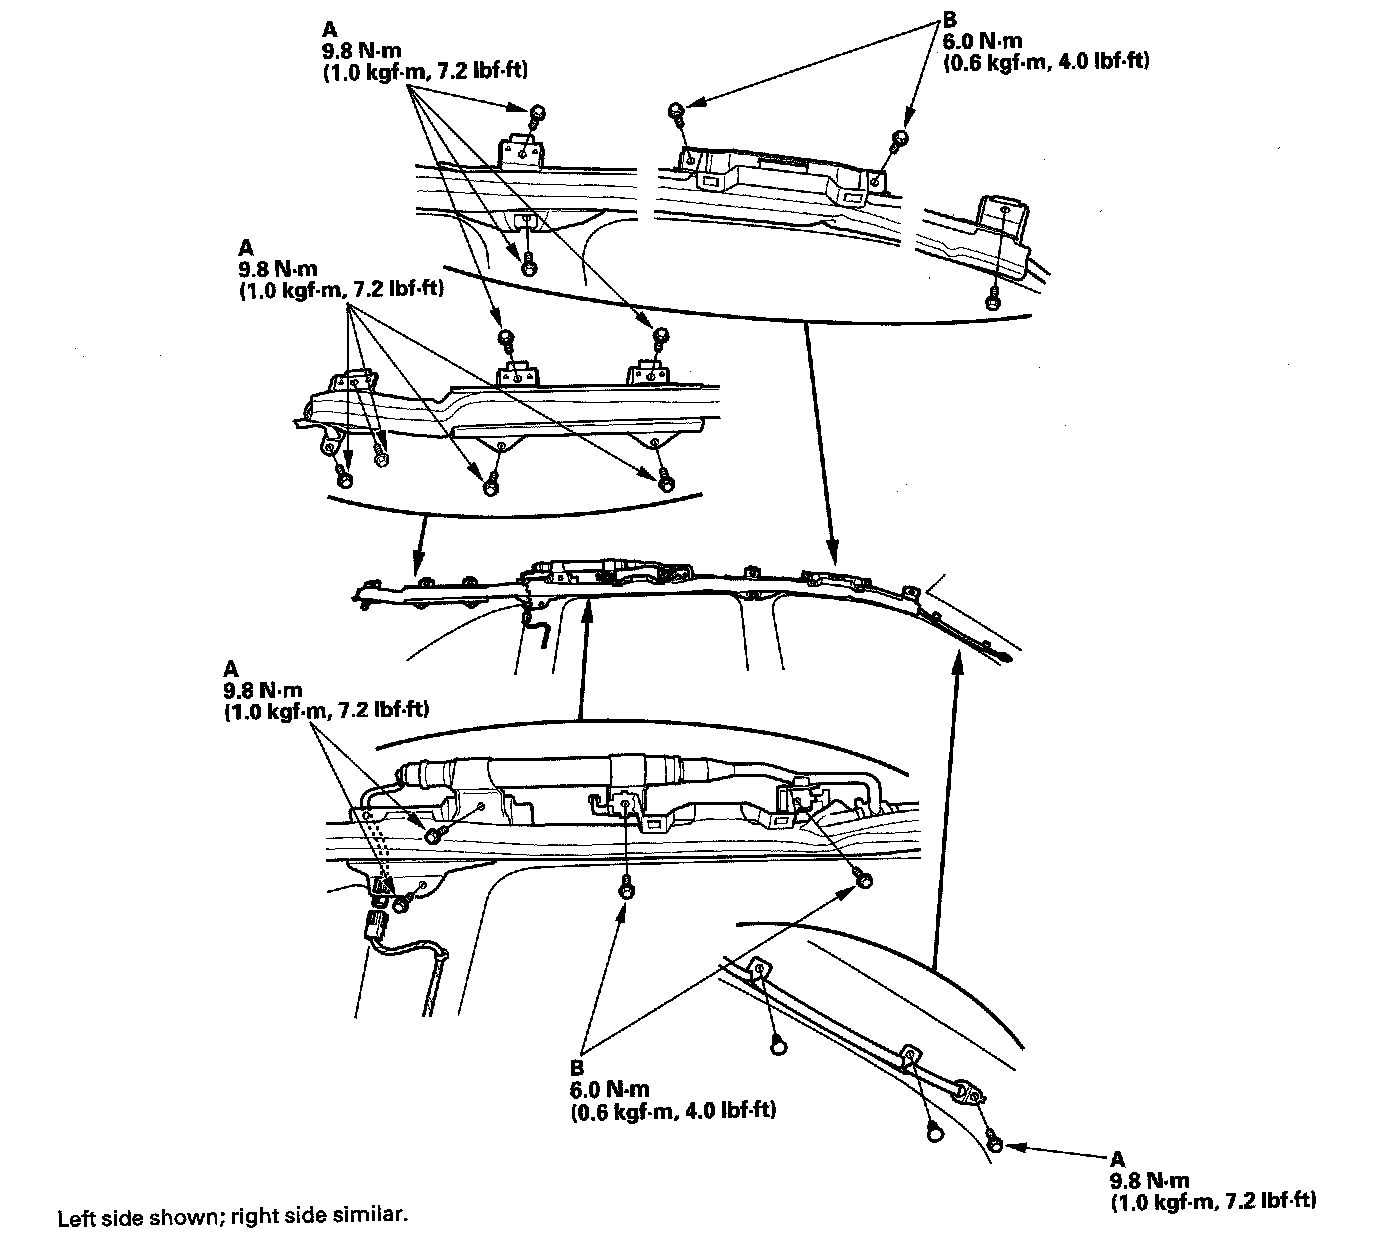 A
9.8 N·m
(1.0 kgf-m, 7.2 lbf-ft)
B
6.0 N·m
(0.6 kgf-m, 4.0 lbf-ft)
A
9.8 N·m
(1.0 kgf-m, 7.2 lbf-ft)
A
9.8 N·m
(1.0 kgf-m, 7.2 lbf-ft)
B
6.0 N·m
(0.6 kgf-m, 4.0 lbf-ft)
A
9.8 N·m
(1.0 kgf-m, 7.2 lbf-ft)
Left side shown; right side similar.